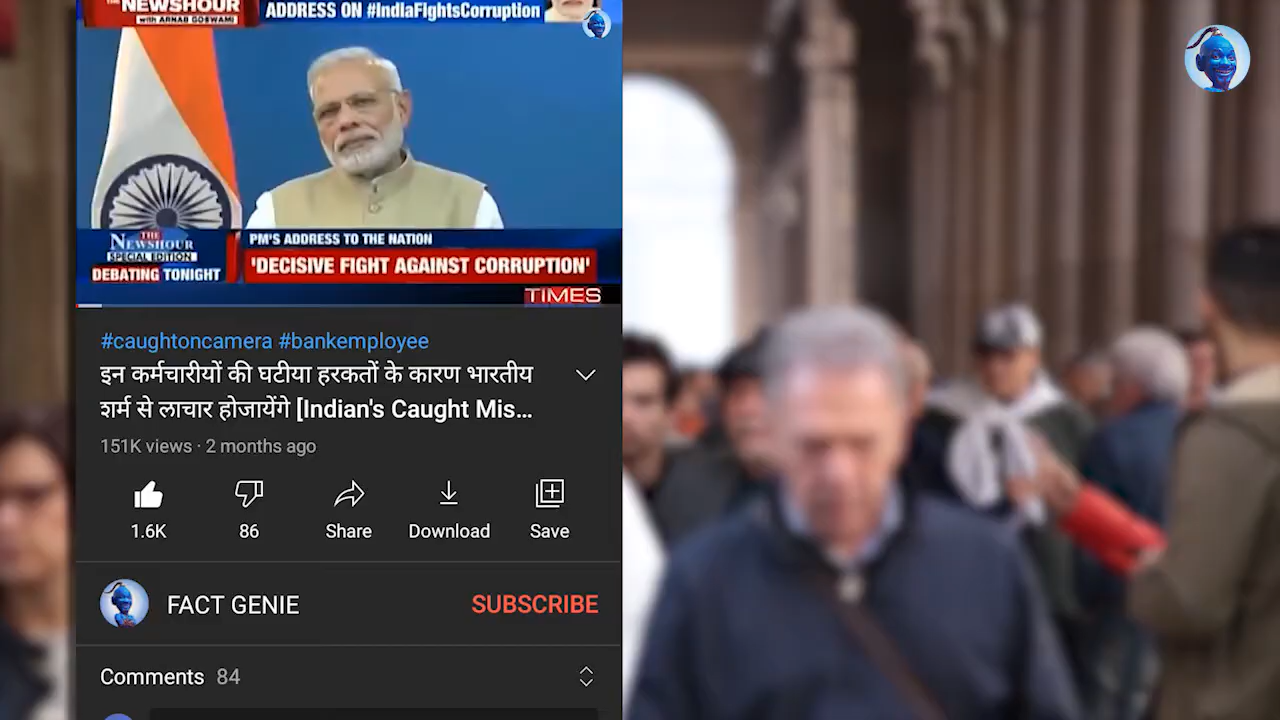 NEWSHOUR
with ARNAB GOSWAMI
ADDRESS ON #IndiaFightsCorruption
THE
NEWSHOUR
SPECIAL EDITION
DEBATING TONIGHT
PM'S ADDRESS TO THE NATION
'DECISIVE FIGHT AGAINST CORRUPTION'
TIMES
#caughtoncamera #bankemployee
इन कर्मचारीयों की घटीया हरकतों के कारण भारतीय
शर्म से लाचार होजायेंगे [Indian's Caught Mis...
151K views · 2 months ago
1.6K
86
Share
Download
Save
FACT GENIE
SUBSCRIBE
Comments 84